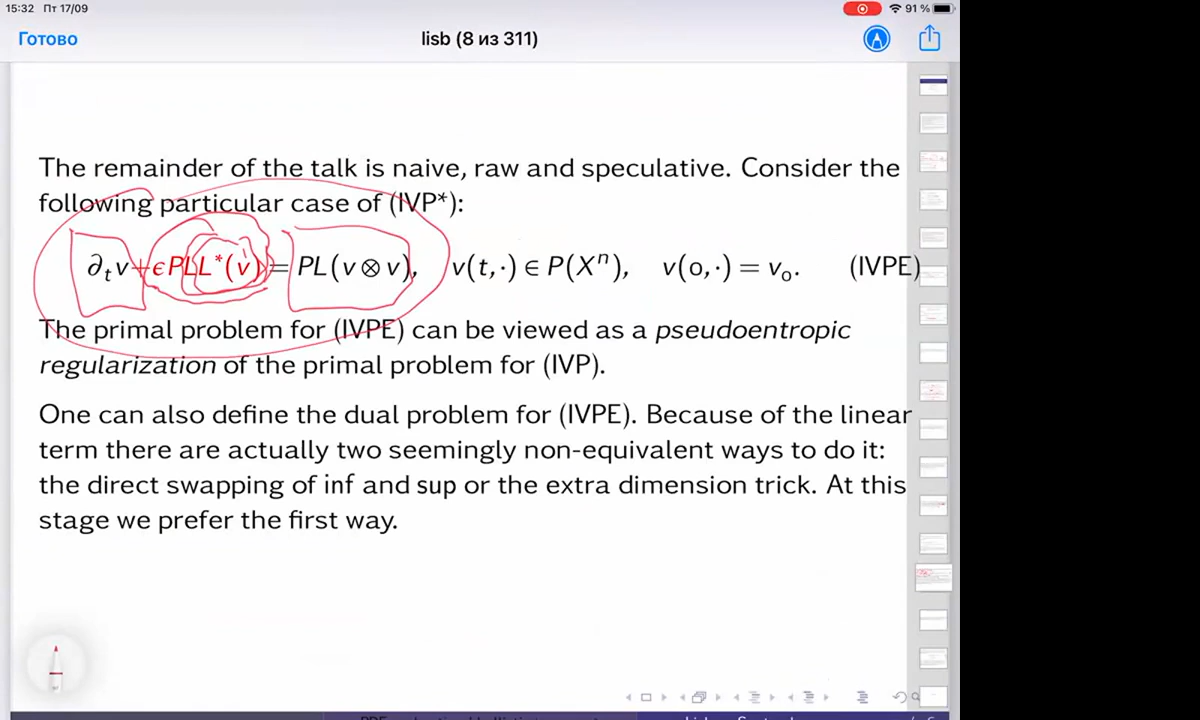 15:32 Пт 17/09 91 %
Готово lisb (8 из 311)
The remainder of the talk is naive, raw and speculative. Consider the
following particular case of (IVP*):
∂ₜv+ϵPLL*(v) = PL(v ⊗ v), v(t, ·) ∈ P(Xⁿ), v(0, ·) = v₀. (IVPE)
The primal problem for (IVPE) can be viewed as a pseudoentropic
regularization of the primal problem for (IVP).
One can also define the dual problem for (IVPE). Because of the linear
term there are actually two seemingly non-equivalent ways to do it:
the direct swapping of inf and sup or the extra dimension trick. At this
stage we prefer the first way.